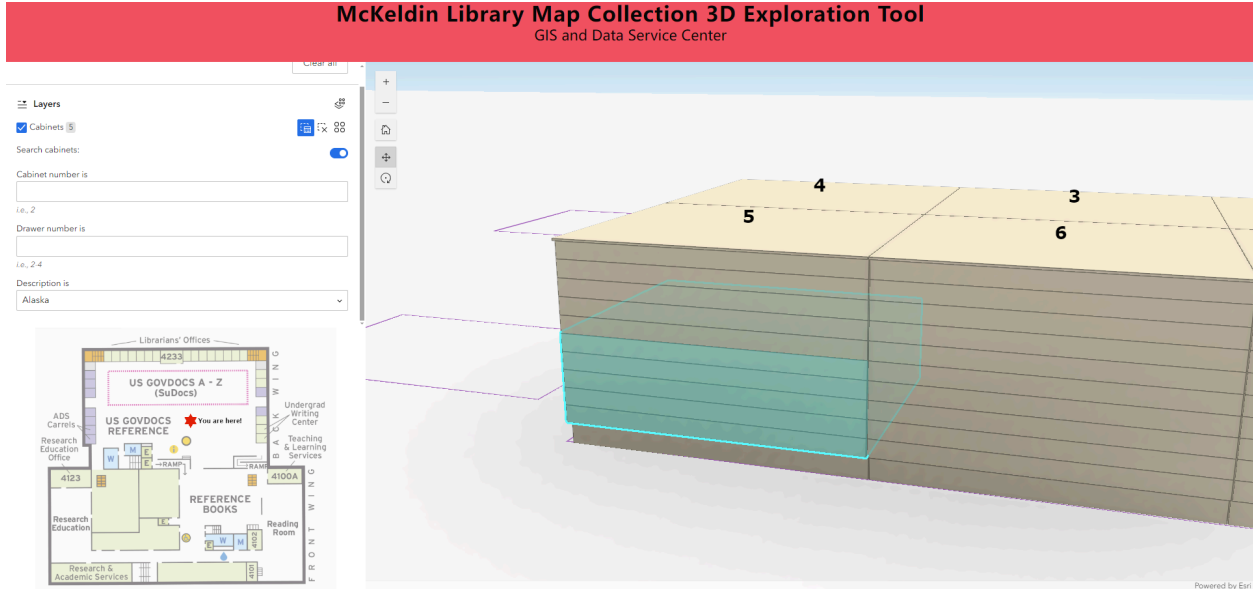 McKeldin Library Map Collection 3D Exploration Tool
GIS and Data Service Center
Clear all
Layers
Cabinets 5
Search cabinets:
Cabinet number is
i.e., 2
Drawer number is
i.e., 2-4
Description is
Alaska
Librarians' Offices
4233
US GOVDOCS A - Z
(SuDocs)
BACK WING
ADS
Carrels
US GOVDOCS
REFERENCE
You are here!
Undergrad
Writing
Center
Research
Education
Office
W
M
E
E
i
RAMP
RAMP
Teaching
& Learning
Services
4123
4100A
REFERENCE
BOOKS
Research
Education
E
Reading
Room
E
W
M
4102
FRONT WING
Research &
Academic Services
4101
4
3
5
6
Powered by Esri